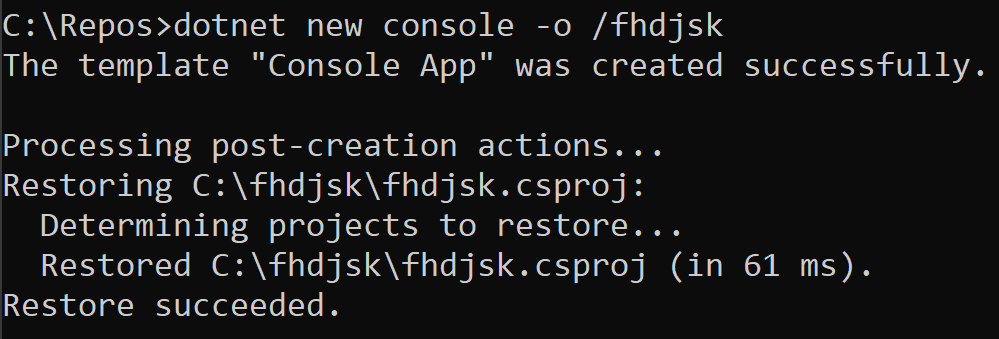 C:\Repos>dotnet new console -o /fhdjsk
The template "Console App" was created successfully.
Processing post-creation actions...
Restoring C:\fhdjsk\fhdjsk.csproj:
Determining projects to restore...
Restored C:\fhdjsk\fhdjsk.csproj (in 61 ms).
Restore succeeded.